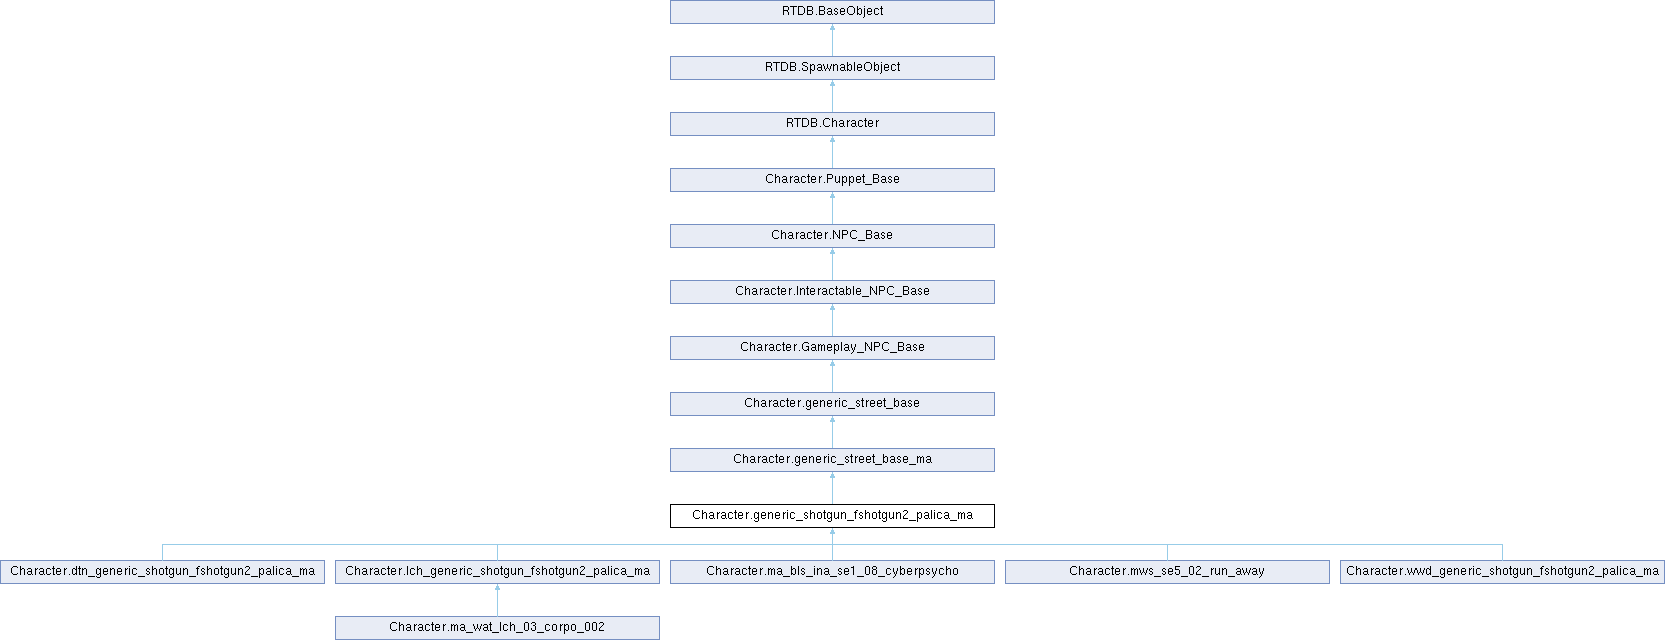 RTDB.BaseObject
RTDB.SpawnableObject
RTDB.Character
Character.Puppet_Base
Character.NPC_Base
Character.Interactable_NPC_Base
Character.Gameplay_NPC_Base
Character.generic_street_base
Character.generic_street_base_ma
Character.generic_shotgun_fshotgun2_palica_ma
Character.dtn_generic_shotgun_fshotgun2_palica_ma
Character.lch_generic_shotgun_fshotgun2_palica_ma
Character.ma_bls_ina_se1_08_cyberpsycho
Character.mws_se5_02_run_away
Character.wwd_generic_shotgun_fshotgun2_palica_ma
Character.ma_wat_lch_03_corpo_002